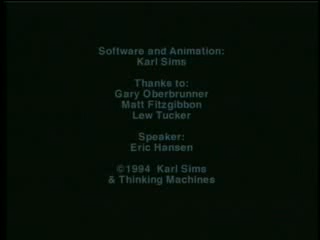 Software and Animation:
Karl Sims
Thanks to:
Gary Oberbrunner
Matt Fitzgibbon
Lew Tucker
Speaker:
Eric Hansen
©1994 Karl Sims
& Thinking Machines